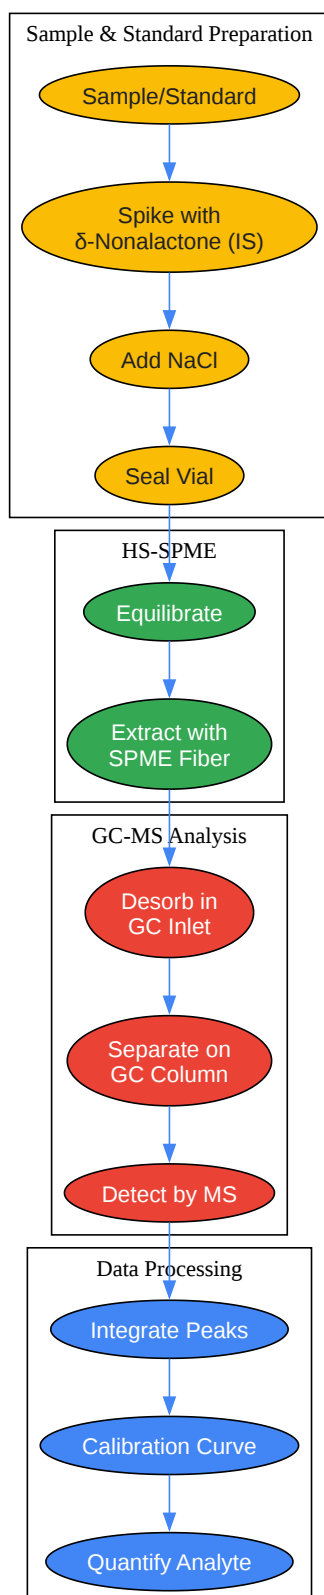 Sample & Standard Preparation
Sample/Standard
Spike with
δ-Nonalactone (IS)
Add NaCl
Seal Vial
HS-SPME
Equilibrate
Extract with
SPME Fiber
GC-MS Analysis
Desorb in
GC Inlet
Separate on
GC Column
Detect by MS
Data Processing
Integrate Peaks
Calibration Curve
Quantify Analyte